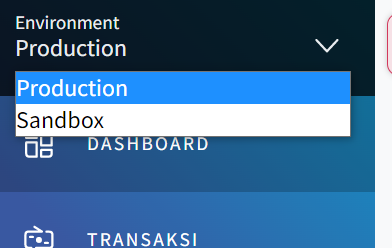 Environment
Production
Production
Sandbox
DASHBOARD
TRANSAKSI